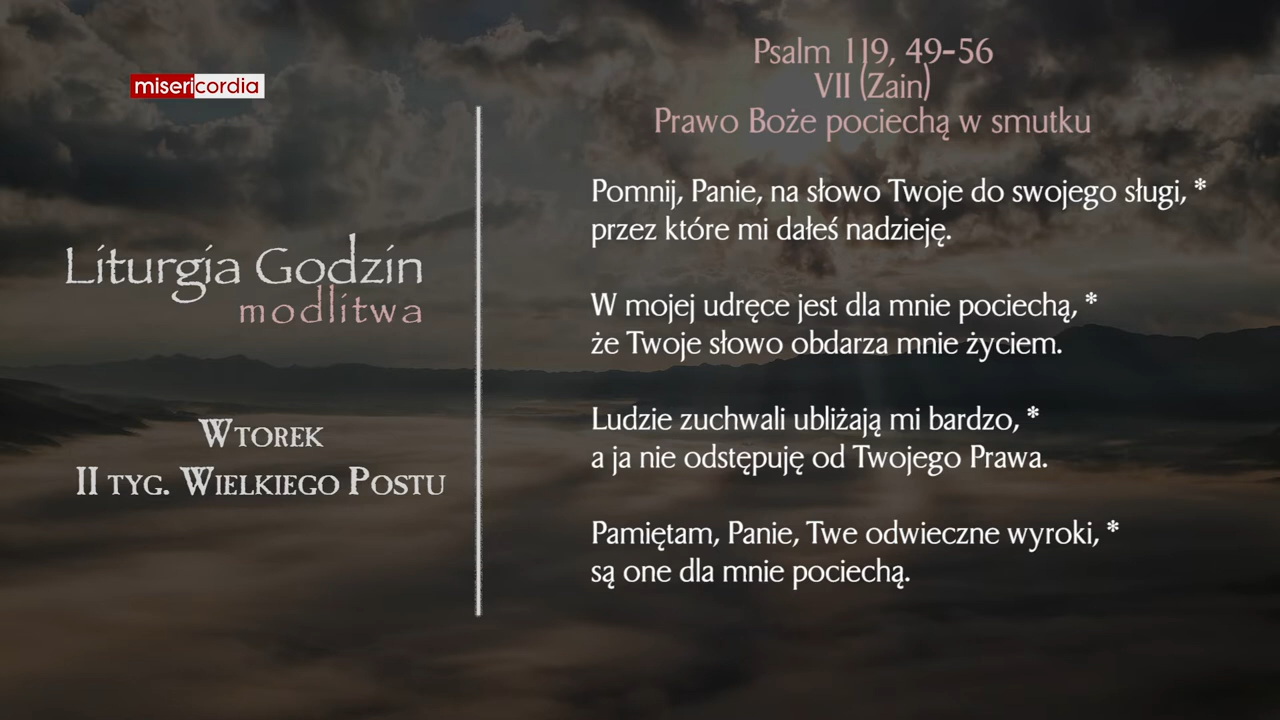 misericordia
Liturgia Godzin
modlitwa
Wtorek
II tyg. Wielkiego Postu
Psalm 119, 49-56
VII (Zain)
Prawo Boże pociechą w smutku
Pomnij, Panie, na słowo Twoje do swojego sługi, *
przez które mi dałeś nadzieję.
W mojej udręce jest dla mnie pociechą, *
że Twoje słowo obdarza mnie życiem.
Ludzie zuchwali ubliżają mi bardzo, *
a ja nie odstępuję od Twojego Prawa.
Pamiętam, Panie, Twe odwieczne wyroki, *
są one dla mnie pociechą.